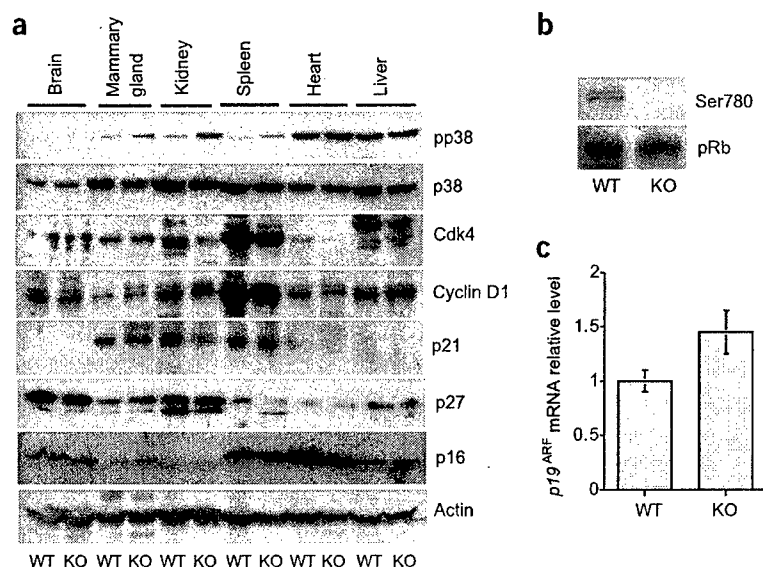 a
Brain
Mammary
gland
Kidney
Spleen
Heart
Liver
pp38
p38
Cdk4
Cyclin D1
p21
p27
p16
Actin
WT KO WT KO WT KO WT KO WT KO WT KO
b
Ser780
pRb
WT KO
c
p19ARF mRNA relative level
2
1.5
1
0.5
0
WT KO